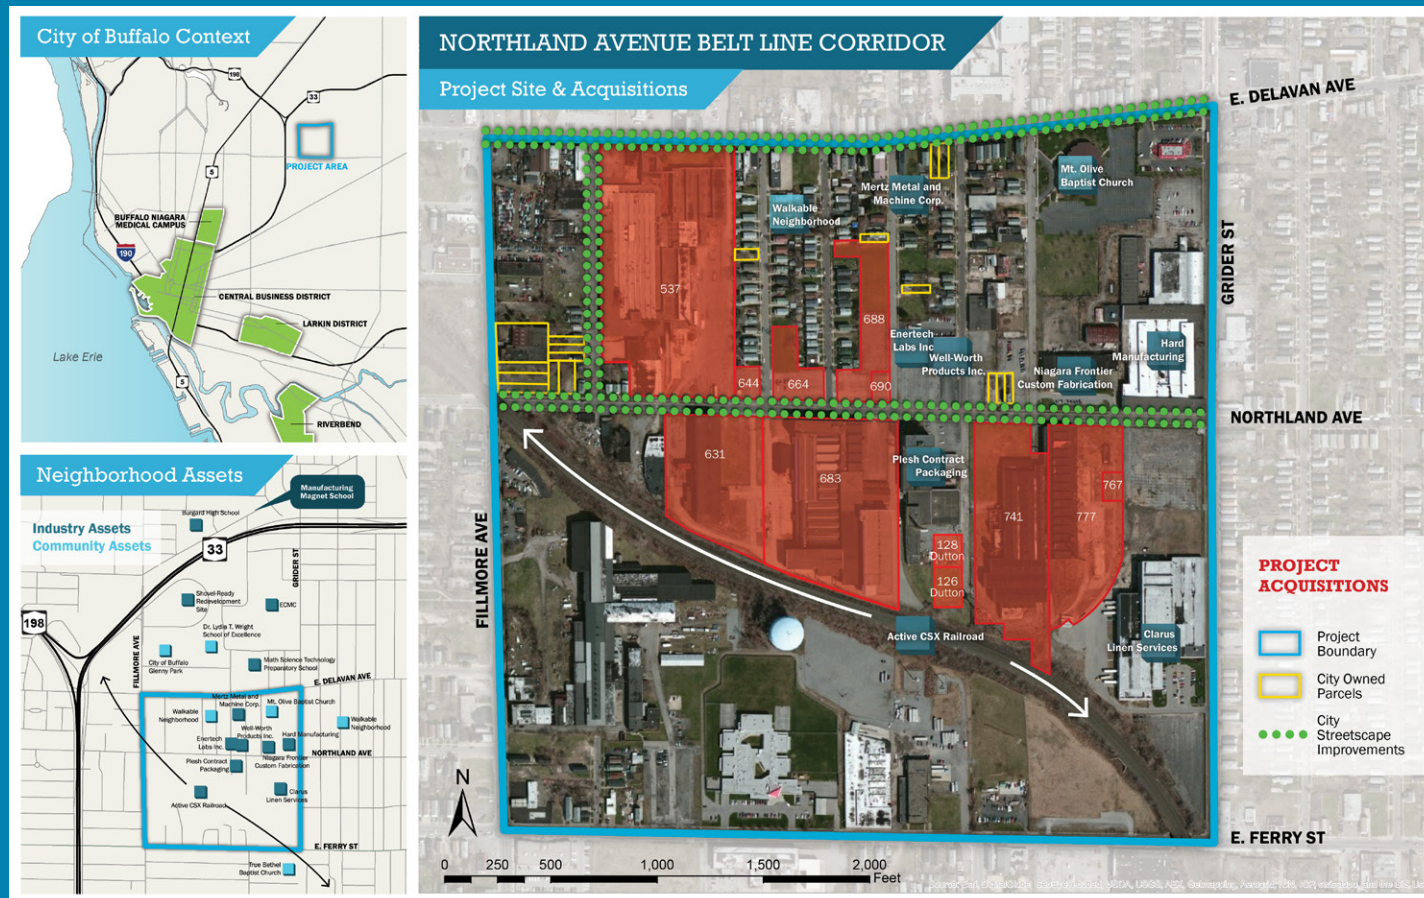 City of Buffalo Context
198
33
PROJECT AREA
5
BUFFALO NIAGARA
MEDICAL CAMPUS
190
CENTRAL BUSINESS DISTRICT
LARKIN DISTRICT
Lake Erie
5
RIVERBEND
Neighborhood Assets
Manufacturing
Magnet School
Industry Assets
Community Assets
Burgard High School
33
GRIDER ST
198
Shovel-Ready
Redevelopment
Site
ECMC
Dr. Lydia T. Wright
School of Excellence
FILLMORE AVE
City of Buffalo
Glenny Park
Math Science Technology
Preparatory School
E. DELAVAN AVE
Mertz Metal and
Machine Corp.
Mt. Olive Baptist Church
Walkable
Neighborhood
Walkable
Neighborhood
Well-Worth
Products Inc.
Enertech
Labs Inc.
Hard Manufacturing
NORTHLAND AVE
Niagara Frontier
Custom Fabrication
Plesh Contract
Packaging
Clarus
Linen Services
Active CSX Railroad
E. FERRY ST
True Bethel
Baptist Church
NORTHLAND AVENUE BELT LINE CORRIDOR
Project Site & Acquisitions
E. DELAVAN AVE
Mt. Olive
Baptist Church
Mertz Metal and
Machine Corp.
Walkable
Neighborhood
GRIDER ST
537
688
Enertech
Labs Inc
Well-Worth
Products Inc.
Hard
Manufacturing
Niagara Frontier
Custom Fabrication
644
664
690
NORTHLAND AVE
631
683
Plesh Contract
Packaging
767
741
777
FILLMORE AVE
128
Dutton
126
Dutton
Active CSX Railroad
Clarus
Linen Services
PROJECT
ACQUISITIONS
Project
Boundary
City Owned
Parcels
City
Streetscape
Improvements
N
E. FERRY ST
0 250 500 1,000 1,500 2,000
Feet